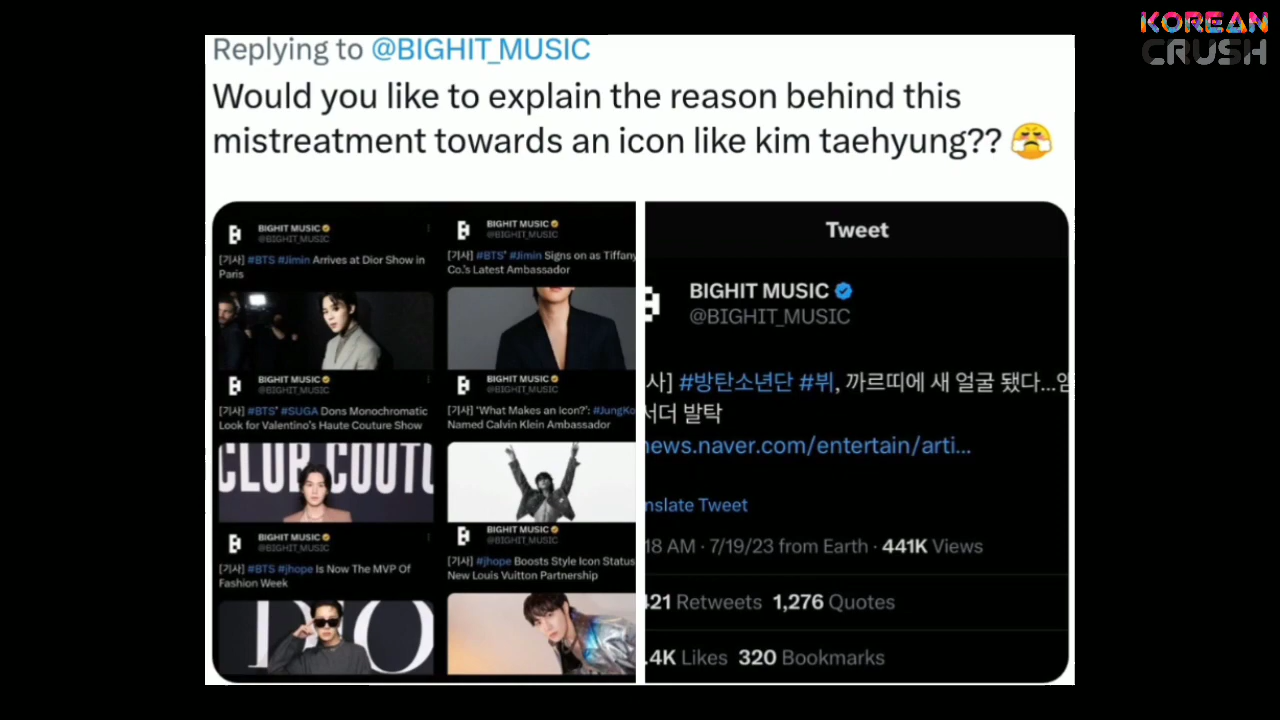 KOREAN
CRUSH
Replying to @BIGHIT_MUSIC
Would you like to explain the reason behind this
mistreatment towards an icon like kim taehyung?? 😤
BIGHIT MUSIC
@BIGHIT_MUSIC
[기사] #BTS #Jimin Arrives at Dior Show in
Paris
BIGHIT MUSIC
@BIGHIT_MUSIC
[기사] #BTS' #Jimin Signs on as Tiffany
Co.'s Latest Ambassador
BIGHIT MUSIC
@BIGHIT_MUSIC
[기사] #BTS' #SUGA Dons Monochromatic
Look for Valentino's Haute Couture Show
CLUB COUTU
BIGHIT MUSIC
@BIGHIT_MUSIC
[기사] 'What Makes an Icon?': #JungKo
Named Calvin Klein Ambassador
BIGHIT MUSIC
@BIGHIT_MUSIC
[기사] #BTS #jhope Is Now The MVP Of
Fashion Week
DIO
BIGHIT MUSIC
@BIGHIT_MUSIC
[기사] #jhope Boosts Style Icon Status
New Louis Vuitton Partnership
Tweet
BIGHIT MUSIC
@BIGHIT_MUSIC
사] #방탄소년단 #뷔, 까르띠에 새 얼굴 됐다...앰
서더 발탁
news.naver.com/entertain/arti...
nslate Tweet
18 AM · 7/19/23 from Earth · 441K Views
421 Retweets 1,276 Quotes
.4K Likes 320 Bookmarks